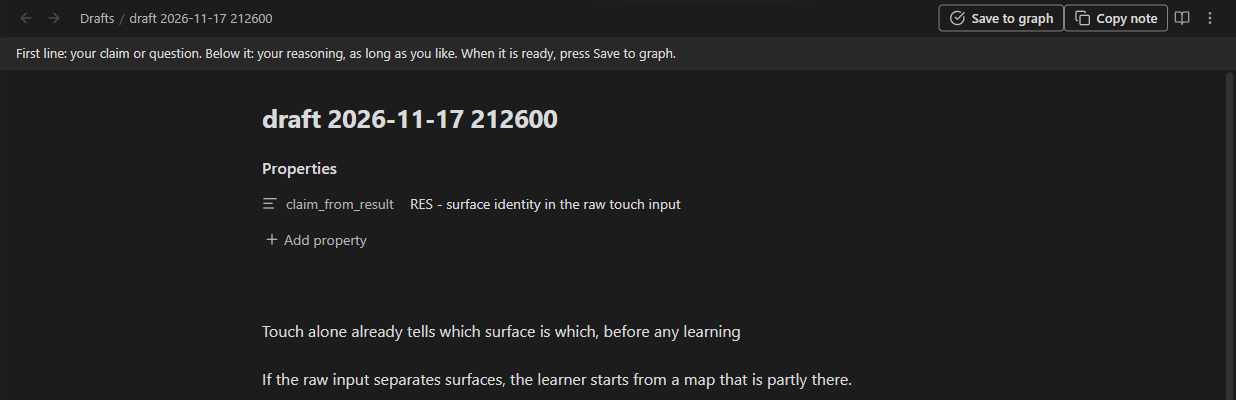 Drafts / draft 2026-11-17 212600
Save to graph
Copy note
First line: your claim or question. Below it: your reasoning, as long as you like. When it is ready, press Save to graph.
draft 2026-11-17 212600
Properties
claim_from_result RES - surface identity in the raw touch input
+ Add property
Touch alone already tells which surface is which, before any learning
If the raw input separates surfaces, the learner starts from a map that is partly there.